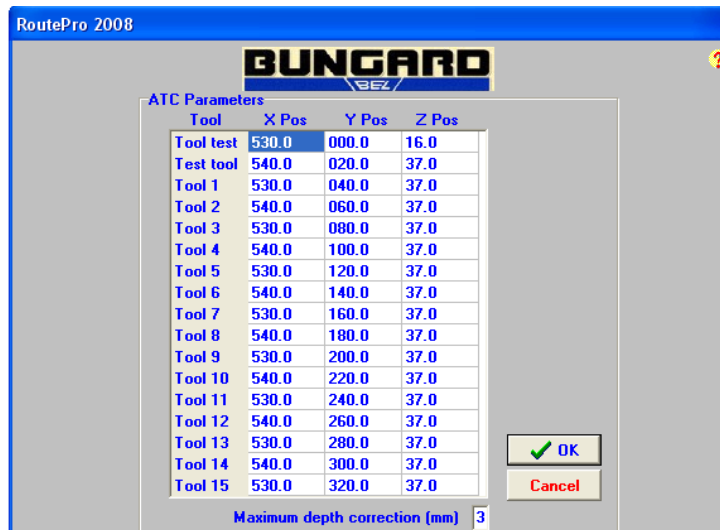 RoutePro 2008
?
BUNGARD
BEZ
ATC Parameters
Tool X Pos Y Pos Z Pos
Tool test 530.0 000.0 16.0
Test tool 540.0 020.0 37.0
Tool 1 530.0 040.0 37.0
Tool 2 540.0 060.0 37.0
Tool 3 530.0 080.0 37.0
Tool 4 540.0 100.0 37.0
Tool 5 530.0 120.0 37.0
Tool 6 540.0 140.0 37.0
Tool 7 530.0 160.0 37.0
Tool 8 540.0 180.0 37.0
Tool 9 530.0 200.0 37.0
Tool 10 540.0 220.0 37.0
Tool 11 530.0 240.0 37.0
Tool 12 540.0 260.0 37.0
Tool 13 530.0 280.0 37.0
Tool 14 540.0 300.0 37.0
Tool 15 530.0 320.0 37.0
OK
Cancel
Maximum depth correction (mm) 3